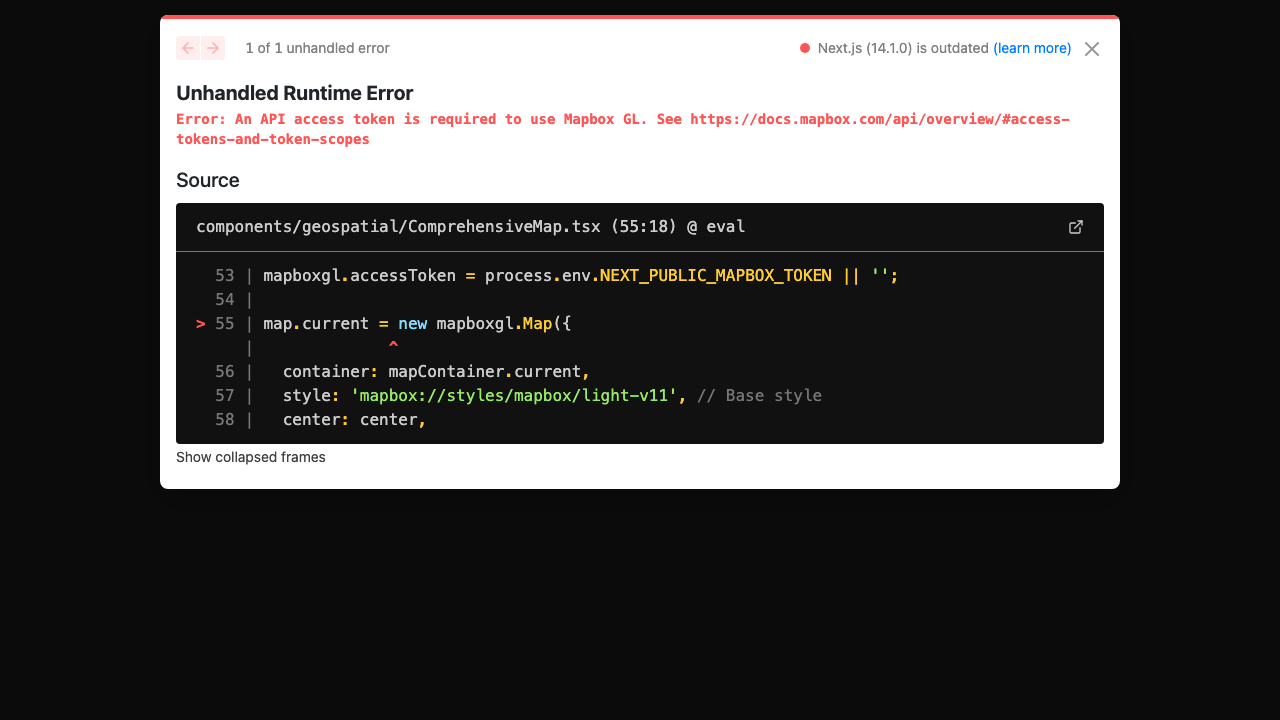 1 of 1 unhandled error
Next.js (14.1.0) is outdated (learn more)
Unhandled Runtime Error
Error: An API access token is required to use Mapbox GL. See https://docs.mapbox.com/api/overview/#access-
tokens-and-token-scopes
Source
components/geospatial/ComprehensiveMap.tsx (55:18) @ eval
53 | mapboxgl.accessToken = process.env.NEXT_PUBLIC_MAPBOX_TOKEN || '';
54 |
> 55 | map.current = new mapboxgl.Map({
| ^
56 | container: mapContainer.current,
57 | style: 'mapbox://styles/mapbox/light-v11', // Base style
58 | center: center,
Show collapsed frames